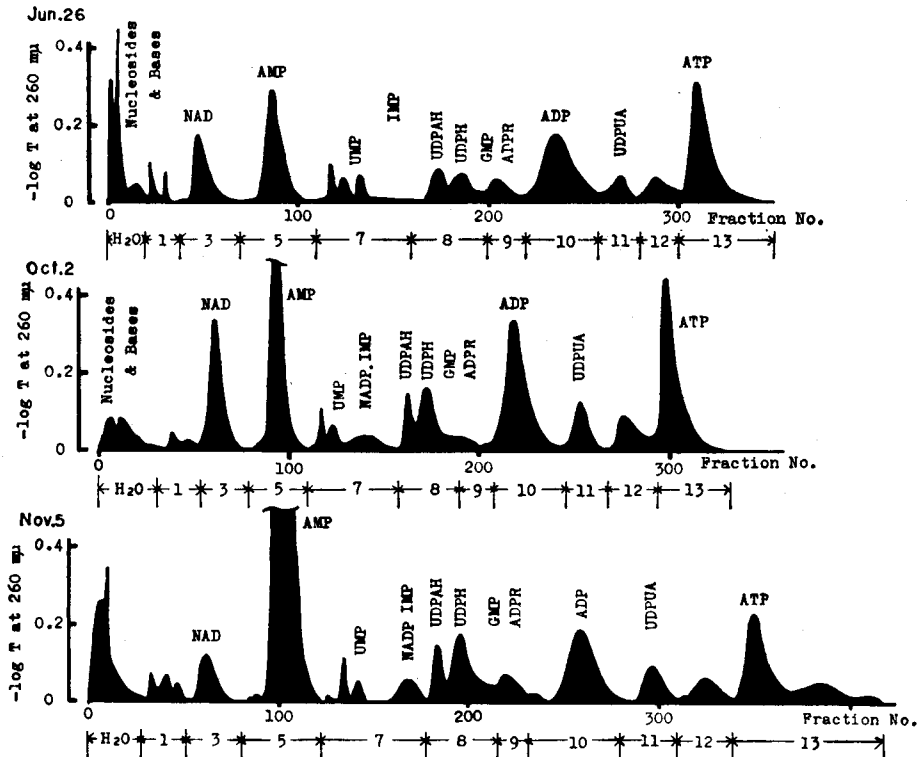 Jun.26
-log T at 260 mμ
0.4
0.2
0
Nucleosides
& Bases
NAD
AMP
UMP
IMP
UDPAH
UDPH
GMP
ADPR
ADP
UDPUA
ATP
0 100 200 300 Fraction No.
H₂O 1 3 5 7 8 9 10 11 12 13
Oct.2
-log T at 260 mμ
0.4
0.2
0
Nucleosides
& Bases
NAD
AMP
UMP
NADP.IMP
UDPAH
UDPH
GMP
ADPR
ADP
UDPUA
ATP
0 100 200 300 Fraction No.
H₂O 1 3 5 7 8 9 10 11 12 13
Nov.5
-log T at 260 mμ
0.4
0.2
0
NAD
AMP
UMP
NADP IMP
UDPAH
UDPH
GMP
ADPR
ADP
UDPUA
ATP
0 100 200 300 Fraction No.
H₂O 1 3 5 7 8 9 10 11 12 13